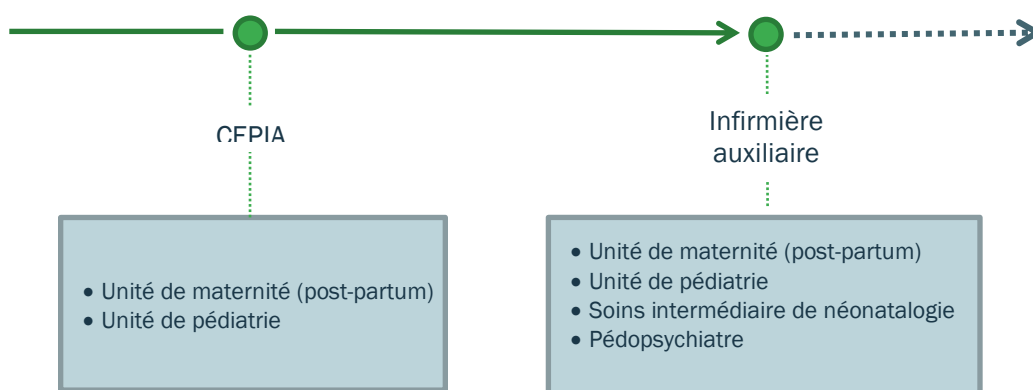 CEPIA
Infirmière
auxiliaire
• Unité de maternité (post-partum)
• Unité de pédiatrie
• Unité de maternité (post-partum)
• Unité de pédiatrie
• Soins intermédiaire de néonatalogie
• Pédopsychiatre